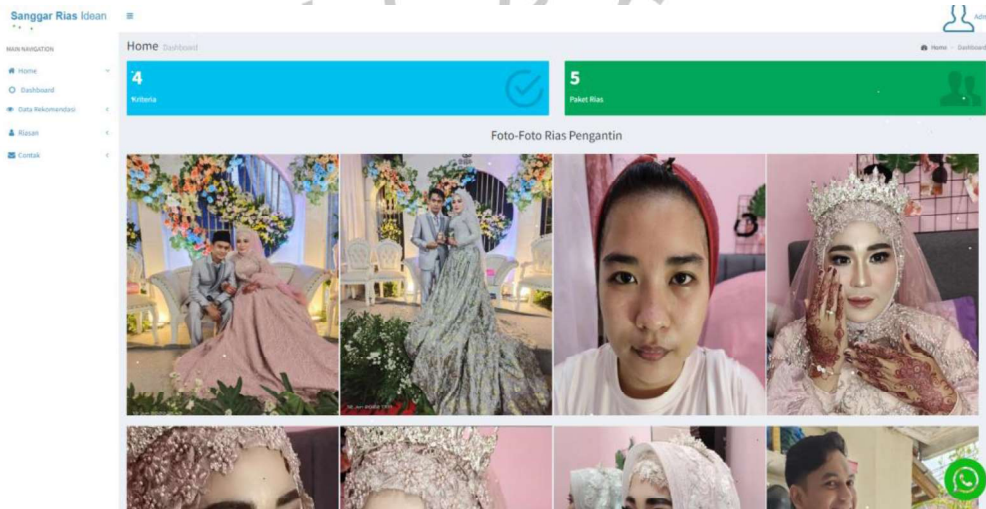 Sanggar Rias Idean
Adm
MAIN NAVIGATION
Home
Dashboard
Data Rekomendasi
Riasan
Contak
Home Dashboard
Home > Dashboard
4
Kriteria
5
Paket Rias
Foto-Foto Rias Pengantin